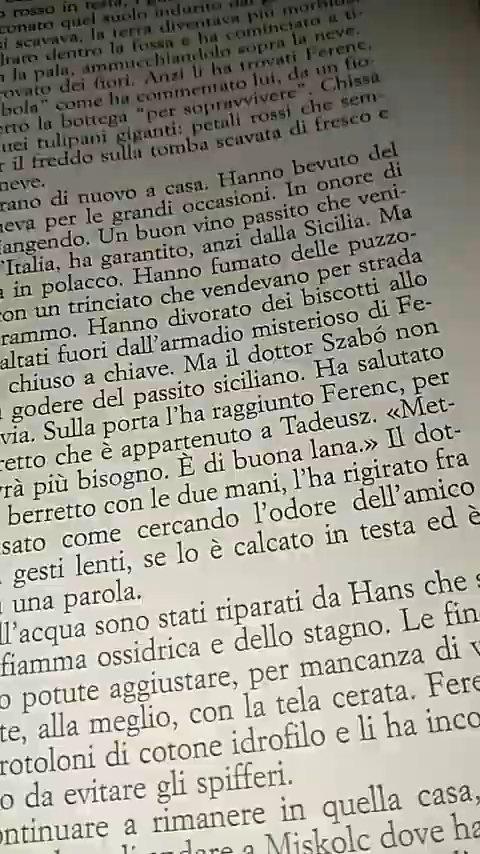 rosso in testa,
conato quel suolo indurito dal
si scavava, la terra diventava più morbida.
dentro la fossa e ha cominciato a ti-
la pala, ammucchiandolo sopra la neve.
ovato dei fiori. Anzi li ha trovati Ferenc,
bola" come ha commentato lui, da un fio-
erto la bottega "per sopravvivere". Chissà
uei tulipani giganti: petali rossi che sem-
r il freddo sulla tomba scavata di fresco e
neve.
rano di nuovo a casa. Hanno bevuto del
eva per le grandi occasioni. In onore di
angendo. Un buon vino passito che veni-
'Italia, ha garantito, anzi dalla Sicilia. Ma
a in polacco. Hanno fumato delle puzzo-
on un trinciato che vendevano per strada
rammo. Hanno divorato dei biscotti allo
altati fuori dall'armadio misterioso di Fe-
chiuso a chiave. Ma il dottor Szabó non
godere del passito siciliano. Ha salutato
via. Sulla porta l'ha raggiunto Ferenc, per
retto che è appartenuto a Tadeusz. «Met-
rà più bisogno. È di buona lana.» Il dot-
berretto con le due mani, l'ha rigirato fra
sato come cercando l'odore dell'amico
gesti lenti, se lo è calcato in testa ed è
una parola.
ll'acqua sono stati riparati da Hans che s
fiamma ossidrica e dello stagno. Le fin
o potute aggiustare, per mancanza di v
te, alla meglio, con la tela cerata. Fere
rotoloni di cotone idrofilo e li ha inco
o da evitare gli spifferi.
ontinuare a rimanere in quella casa,
andare a Miskolc dove ha